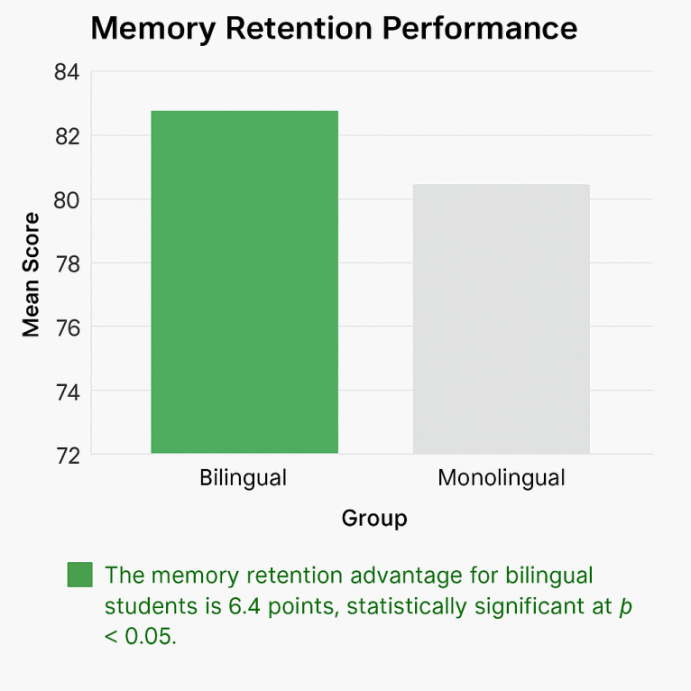 Memory Retention Performance
84
82
80
78
76
74
72
Mean Score
Bilingual Monolingual
Group
The memory retention advantage for bilingual
students is 6.4 points, statistically significant at p
< 0.05.